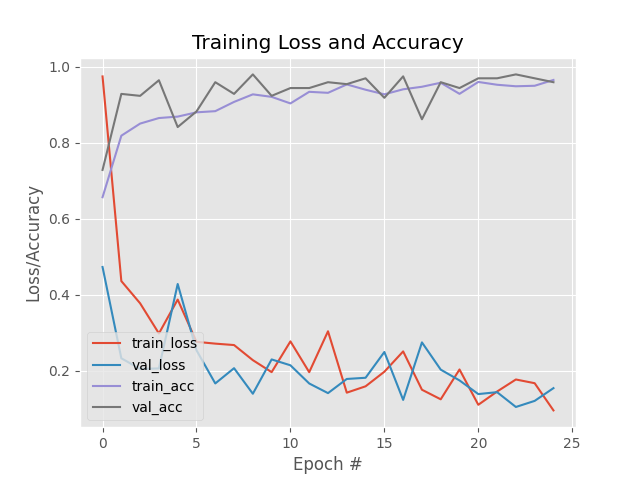 Training Loss and Accuracy
1.0
0.8
0.6
0.4
0.2
Loss/Accuracy
train_loss
val_loss
train_acc
val_acc
0 5 10 15 20 25
Epoch #